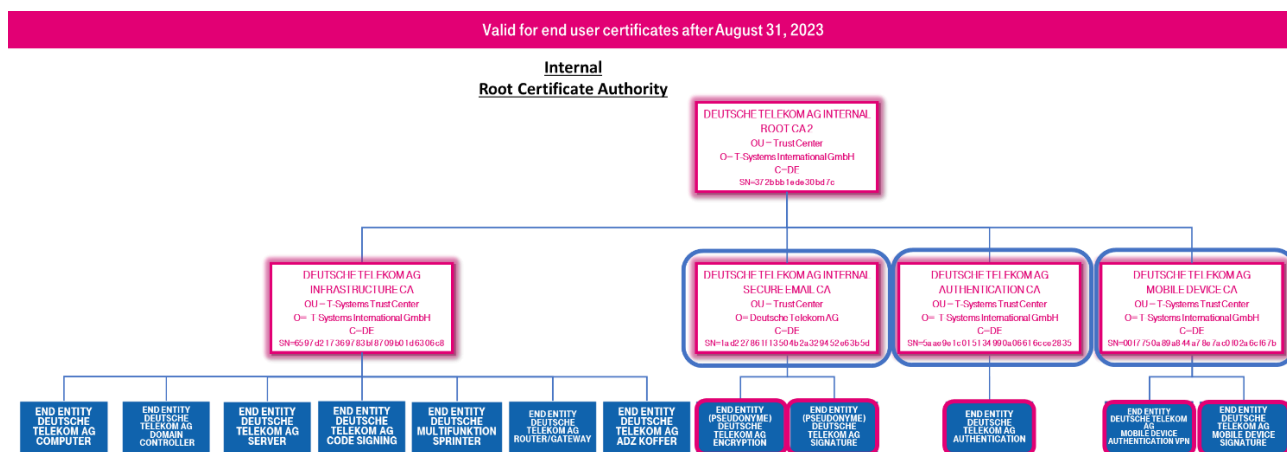 Valid for end user certificates after August 31, 2023
Internal
Root Certificate Authority
DEUTSCHE TELEKOM AG INTERNAL
ROOT CA 2
OU = Trust Center
O= T-Systems International GmbH
C=DE
SN=372bbb1ede30bd7c
DEUTSCHE TELEKOM AG
INFRASTRUCTURE CA
OU = T-Systems Trust Center
O= T-Systems International GmbH
C=DE
DEUTSCHE TELEKOM AG INTERNAL
SECURE EMAIL CA
OU = Trust Center
O= Deutsche Telekom AG
C=DE
DEUTSCHE TELEKOM AG
AUTHENTICATION CA
OU = T-Systems Trust Center
O= T-Systems International GmbH
C=DE
SN=5aae9e1c015134990a06616cce2835
DEUTSCHE TELEKOM AG
MOBILE DEVICE CA
OU = T-Systems Trust Center
O= T-Systems International GmbH
C=DE
END ENTITY
DEUTSCHE
TELEKOM AG
COMPUTER
END ENTITY
DEUTSCHE
TELEKOM AG
DOMAIN
CONTROLLER
END ENTITY
DEUTSCHE
TELEKOM AG
SERVER
END ENTITY
DEUTSCHE
TELEKOM AG
CODE SIGNING
END ENTITY
DEUTSCHE
MULTIFUNKTION
SPRINTER
END ENTITY
DEUTSCHE
TELEKOM AG
ROUTER/GATEWAY
END ENTITY
DEUTSCHE
TELEKOM AG
ADZ KOFFER
END ENTITY
(PSEUDONYME)
DEUTSCHE
TELEKOM AG
ENCRYPTION
END ENTITY
(PSEUDONYME)
DEUTSCHE
TELEKOM AG
SIGNATURE
END ENTITY
DEUTSCHE
TELEKOM AG
AUTHENTICATION
END ENTITY
DEUTSCHE TELEKOM
AG
MOBILE DEVICE
AUTHENTICATION VPN
END ENTITY
DEUTSCHE
TELEKOM AG
MOBILE DEVICE
SIGNATURE